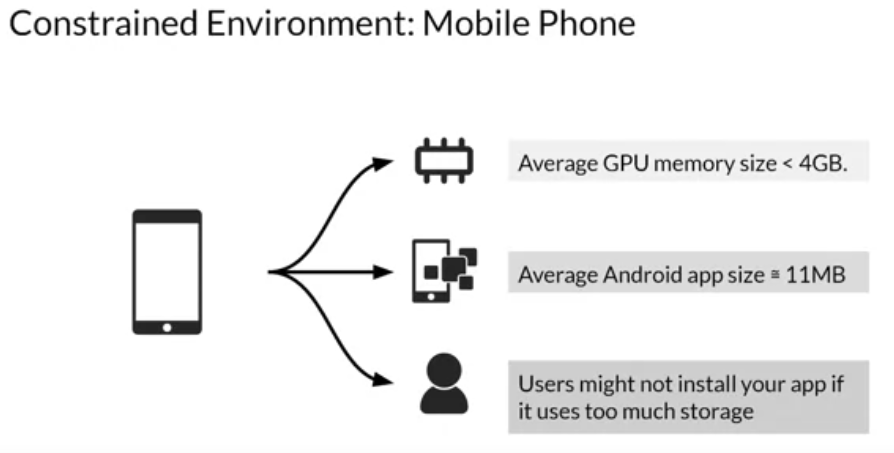 Constrained Environment: Mobile Phone
Average GPU memory size < 4GB.
Average Android app size ≅ 11MB
Users might not install your app if
it uses too much storage